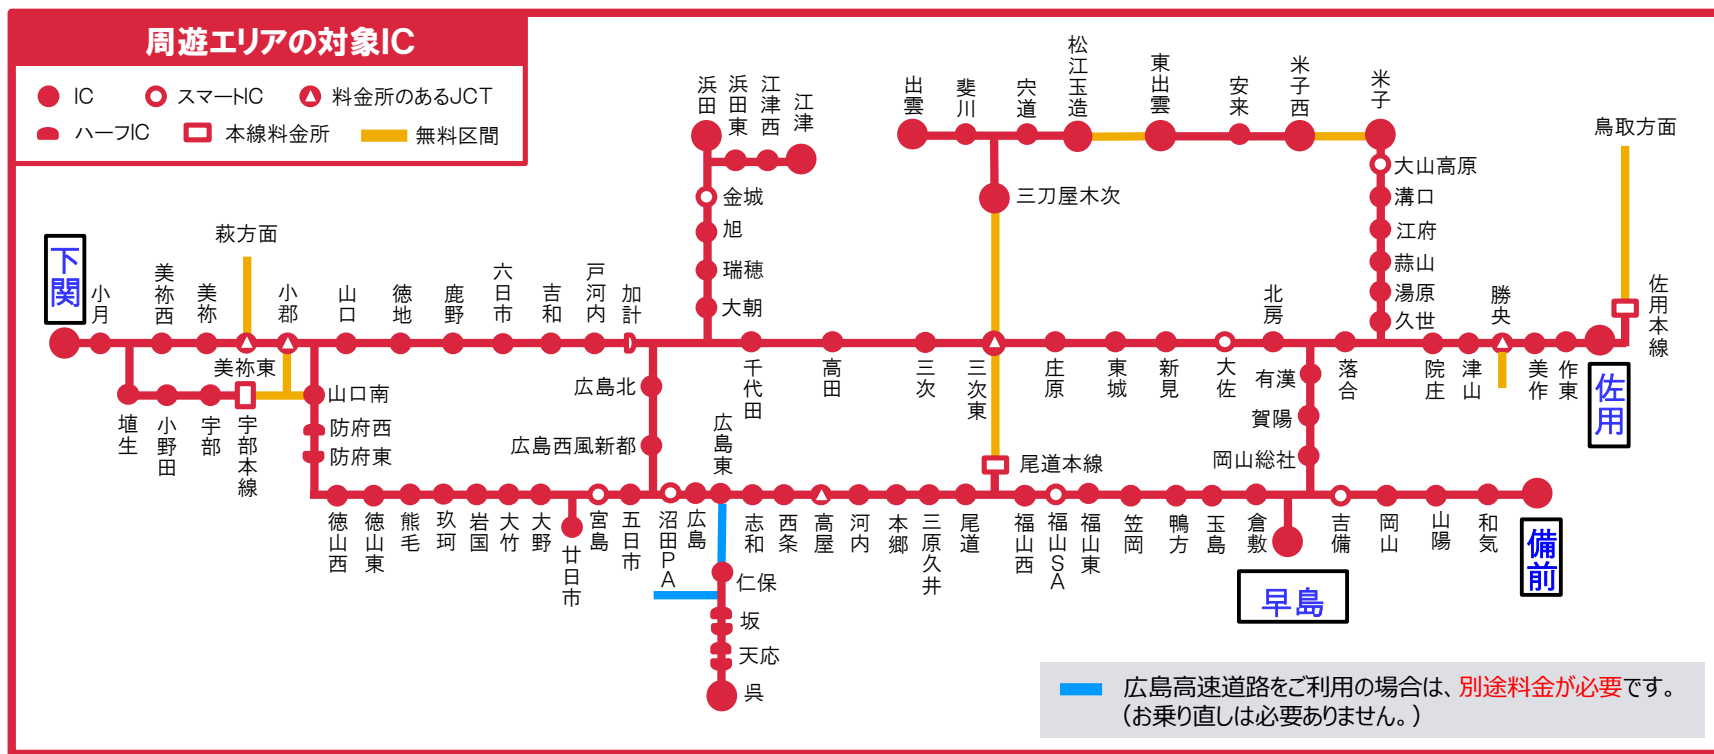 周遊エリアの対象IC
IC
スマートIC
料金所のあるJCT
ハーフIC
本線料金所
無料区間
浜田
浜田東
江津西
江津
出雲
斐川
宍道
松江玉造
東出雲
安来
米子西
米子
鳥取方面
大山高原
溝口
江府
蒜山
湯原
久世
三刀屋木次
金城
旭
瑞穂
大朝
萩方面
下関
小月
美祢西
美祢
美祢東
小郡
山口
徳地
鹿野
六日市
吉和
戸河内
加計
千代田
高田
三次
三次東
庄原
東城
新見
大佐
北房
落合
院庄
津山
勝央
美作
作東
佐用
佐用本線
埴生
小野田
宇部
宇部本線
山口南
防府西
防府東
広島北
広島西風新都
広島東
尾道本線
有漢
賀陽
岡山総社
徳山西
徳山東
熊毛
玖珂
岩国
大竹
大野
廿日市
宮島
五日市
沼田PA
広島
志和
西条
高屋
河内
本郷
三原久井
尾道
福山西
福山SA
福山東
笠岡
鴨方
玉島
倉敷
早島
吉備
岡山
山陽
和気
備前
仁保
坂
天応
呉
広島高速道路をご利用の場合は、別途料金が必要です。
（お乗り直しは必要ありません。）